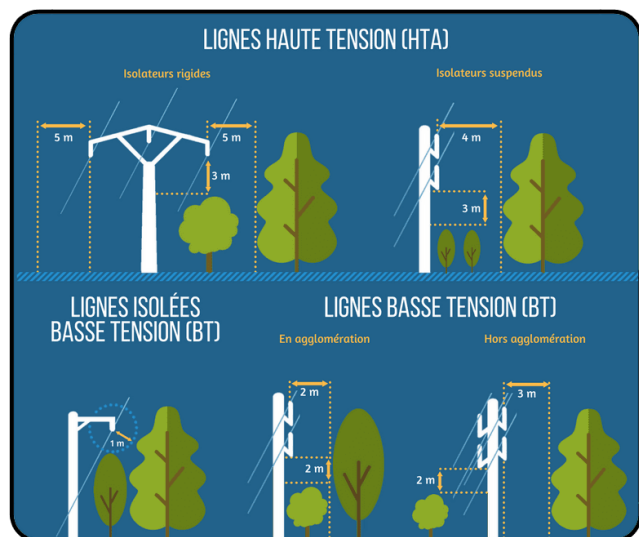 LIGNES HAUTE TENSION (HTA)
Isolateurs rigides
Isolateurs suspendus
5 m
5 m
3 m
4 m
3 m
LIGNES ISOLÉES
BASSE TENSION (BT)
LIGNES BASSE TENSION (BT)
En agglomération
Hors agglomération
1 m
2 m
2 m
3 m
2 m